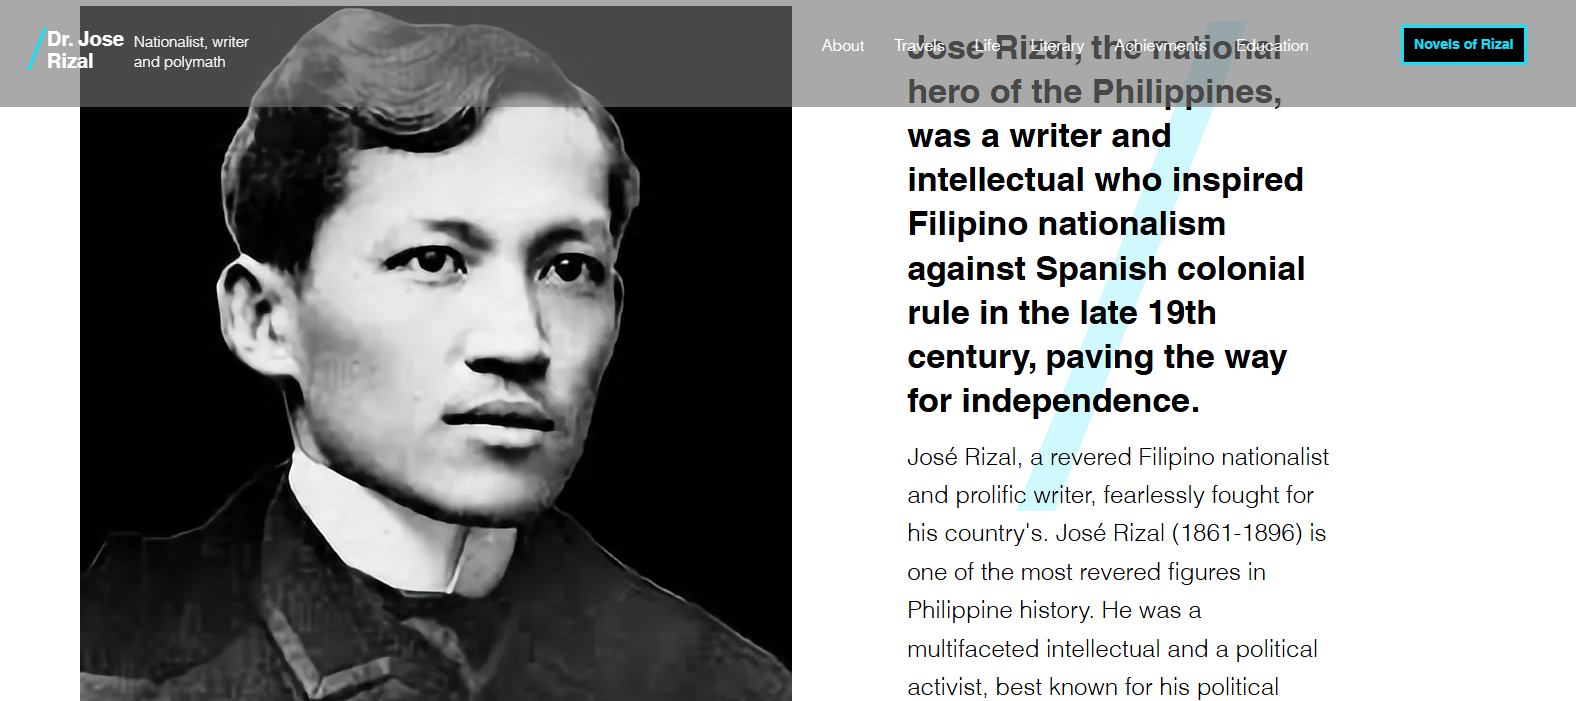 Dr. Jose
Rizal
Nationalist, writer
and polymath
About Travels Life Literary Achievments Education
Novels of Rizal
Jose Rizal, the national
hero of the Philippines,
was a writer and
intellectual who inspired
Filipino nationalism
against Spanish colonial
rule in the late 19th
century, paving the way
for independence.
José Rizal, a revered Filipino nationalist
and prolific writer, fearlessly fought for
his country's. José Rizal (1861-1896) is
one of the most revered figures in
Philippine history. He was a
multifaceted intellectual and a political
activist, best known for his political